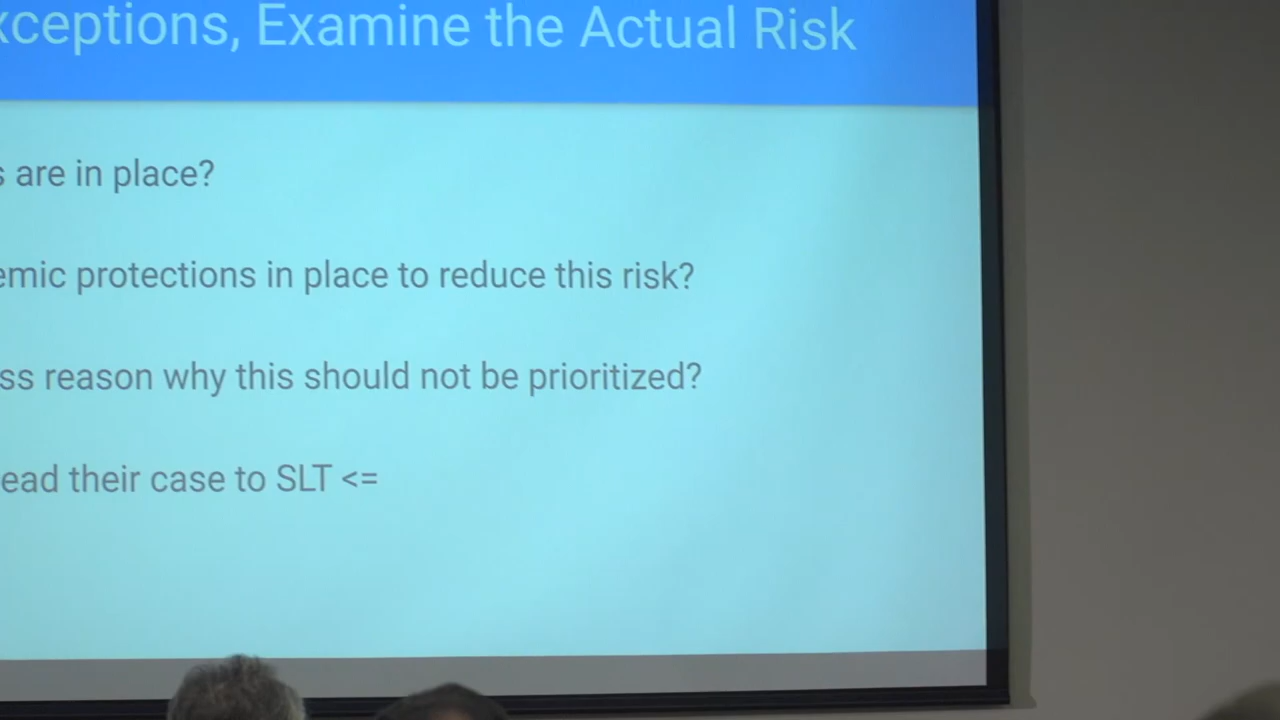 xceptions, Examine the Actual Risk
s are in place?
emic protections in place to reduce this risk?
ss reason why this should not be prioritized?
ead their case to SLT <=